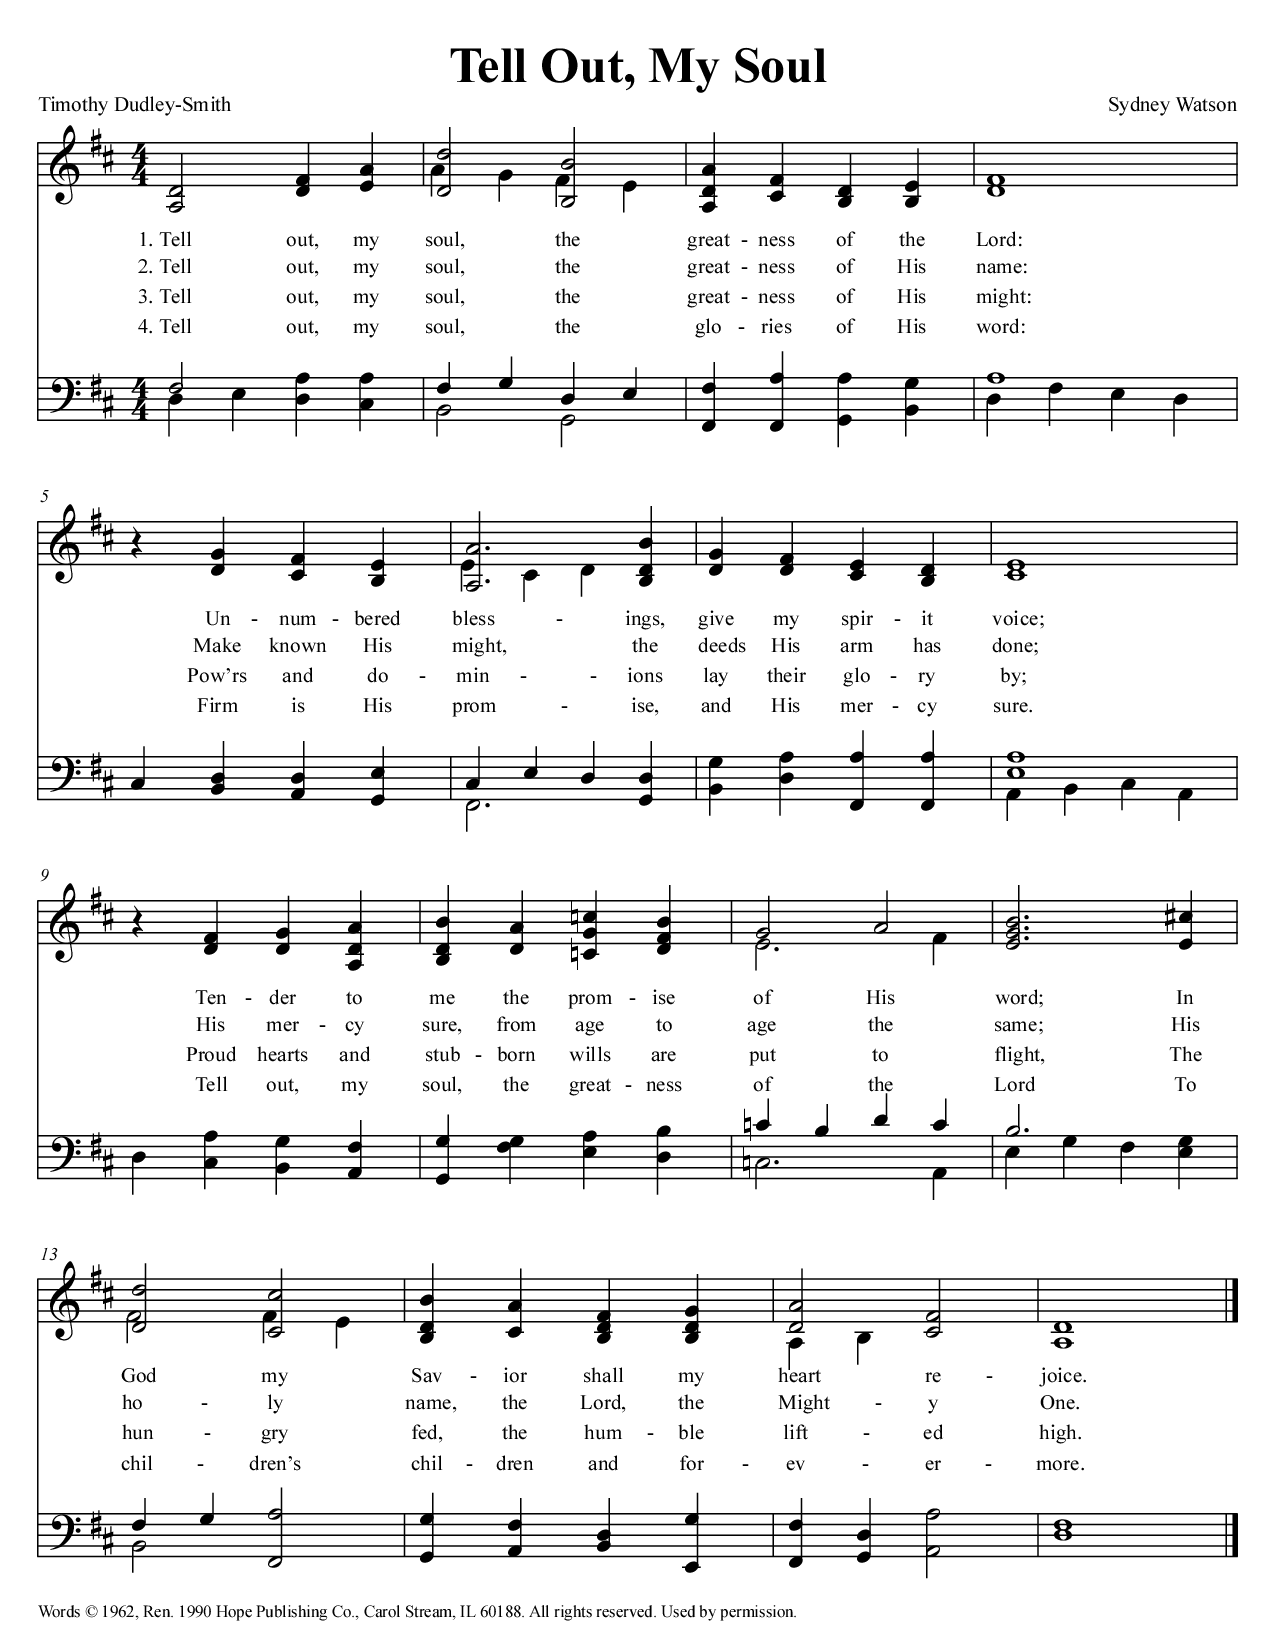 Tell Out, My Soul
Timothy Dudley-Smith
Sydney Watson
1. Tell out, my soul, the great - ness of the Lord:
2. Tell out, my soul, the great - ness of His name:
3. Tell out, my soul, the great - ness of His might:
4. Tell out, my soul, the glo - ries of His word:
5
Un - num - bered bless - ings, give my spir - it voice;
Make known His might, the deeds His arm has done;
Pow’rs and do - min - - ions lay their glo - ry by;
Firm is His prom - ise, and His mer - cy sure.
9
Ten - der to me the prom - ise of His word; In
His mer - cy sure, from age to age the same; His
Proud hearts and stub - born wills are put to flight, The
Tell out, my soul, the great - ness of the Lord To
13
God my Sav - ior shall my heart re - joice.
ho - ly name, the Lord, the Might - y One.
hun - gry fed, the hum - ble lift - ed high.
chil - dren’s chil - dren and for - ev - er - more.
Words © 1962, Ren. 1990 Hope Publishing Co., Carol Stream, IL 60188. All rights reserved. Used by permission.